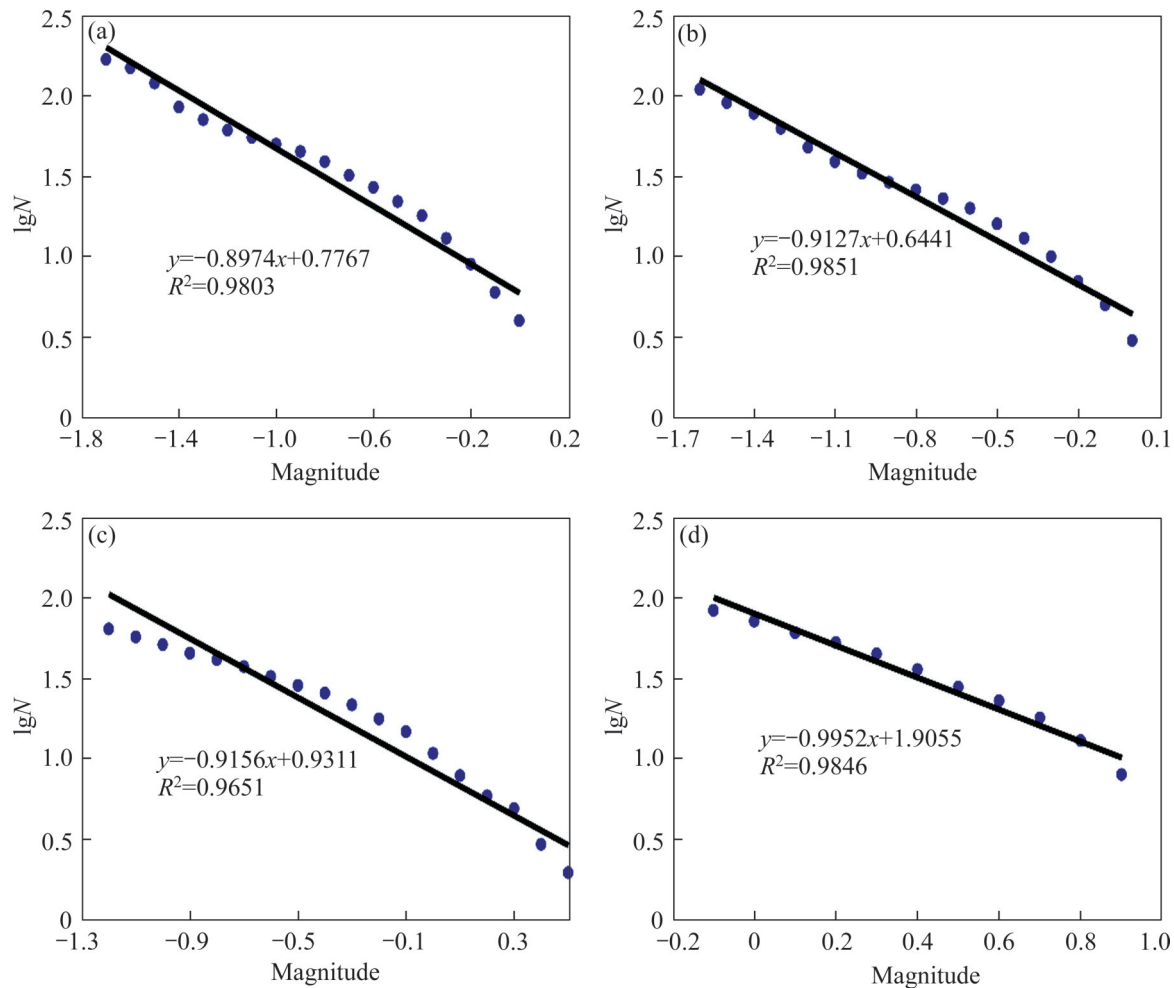 (a)
2.5
2.0
1.5
1.0
0.5
0
lgN
y=−0.8974x+0.7767
R²=0.9803
−1.8 −1.4 −1.0 −0.6 −0.2 0.2
Magnitude
(b)
2.5
2.0
1.5
1.0
0.5
0
lgN
y=−0.9127x+0.6441
R²=0.9851
−1.7 −1.4 −1.1 −0.8 −0.5 −0.2 0.1
Magnitude
(c)
2.5
2.0
1.5
1.0
0.5
0
lgN
y=−0.9156x+0.9311
R²=0.9651
−1.3 −0.9 −0.5 −0.1 0.3
Magnitude
(d)
2.5
2.0
1.5
1.0
0.5
0
lgN
y=−0.9952x+1.9055
R²=0.9846
−0.2 0 0.2 0.4 0.6 0.8 1.0
Magnitude